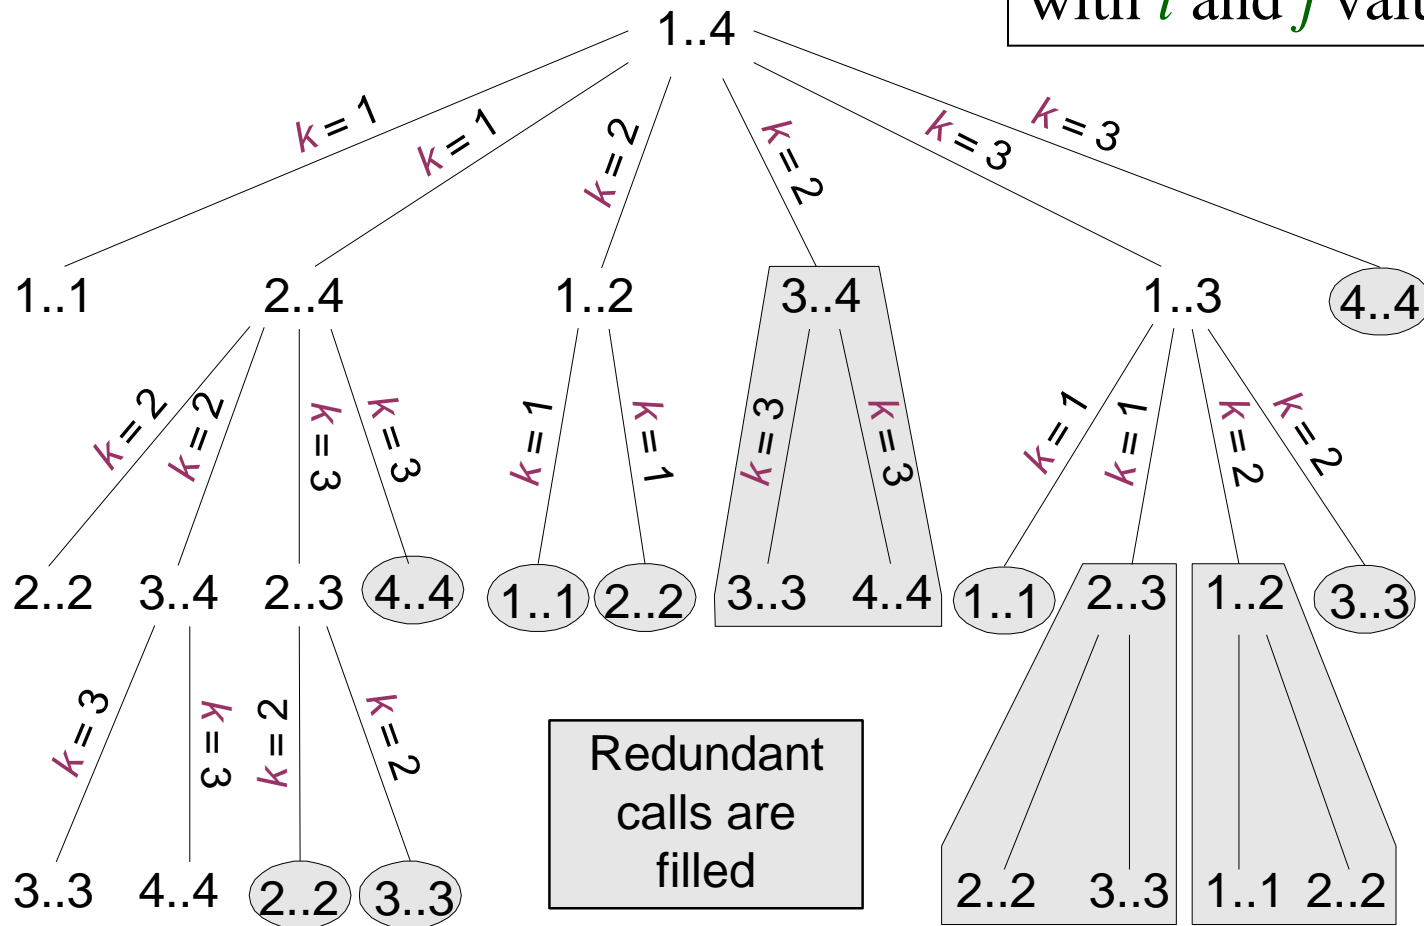 with i and j
1..4
k = 1
k = 1
k = 2
k = 2
k = 3
k = 3
1..1
2..4
1..2
3..4
1..3
4..4
k = 2
k = 2
k = 3
k = 3
k = 1
k = 1
k = 3
k = 3
k = 1
k = 1
k = 2
k = 2
2..2
3..4
2..3
4..4
1..1
2..2
3..3
4..4
1..1
2..3
1..2
3..3
k = 3
k = 3
k = 2
k = 2
Redundant
calls are
filled
3..3
4..4
2..2
3..3
2..2
3..3
1..1
2..2